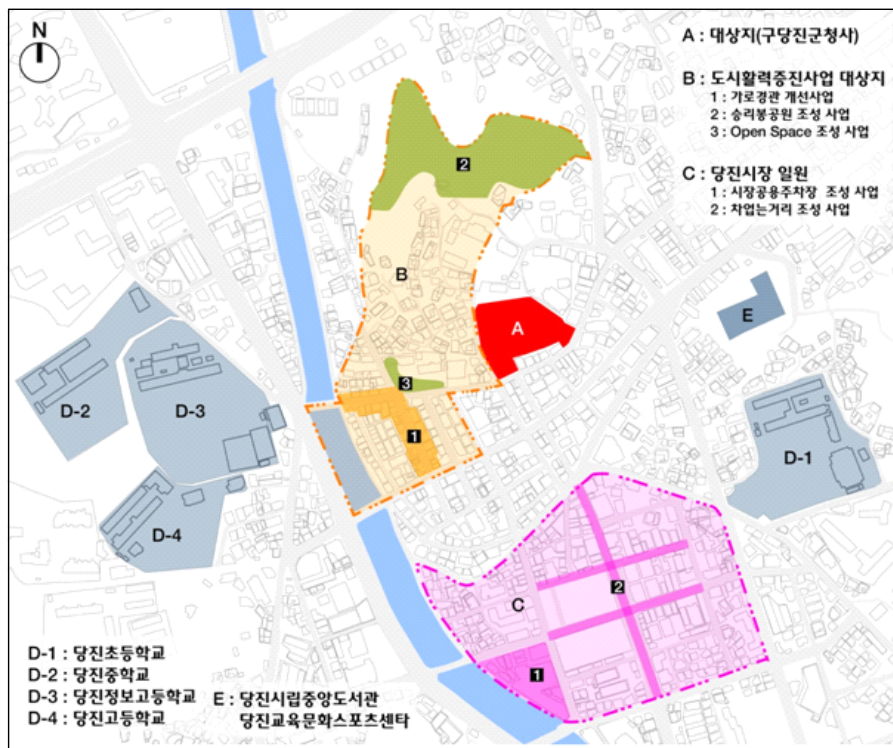 N
A : 대상지(구당진군청사)
B : 도시활력증진사업 대상지
1 : 가로경관 개선사업
2 : 승리봉공원 조성 사업
3 : Open Space 조성 사업
C : 당진시장 일원
1 : 시장공용주차장 조성 사업
2 : 차업는거리 조성 사업
2
B
A
E
3
1
D-2
D-3
D-1
D-4
2
C
1
D-1 : 당진초등학교
D-2 : 당진중학교
D-3 : 당진정보고등학교
D-4 : 당진고등학교
E : 당진시립중앙도서관
당진교육문화스포츠센타